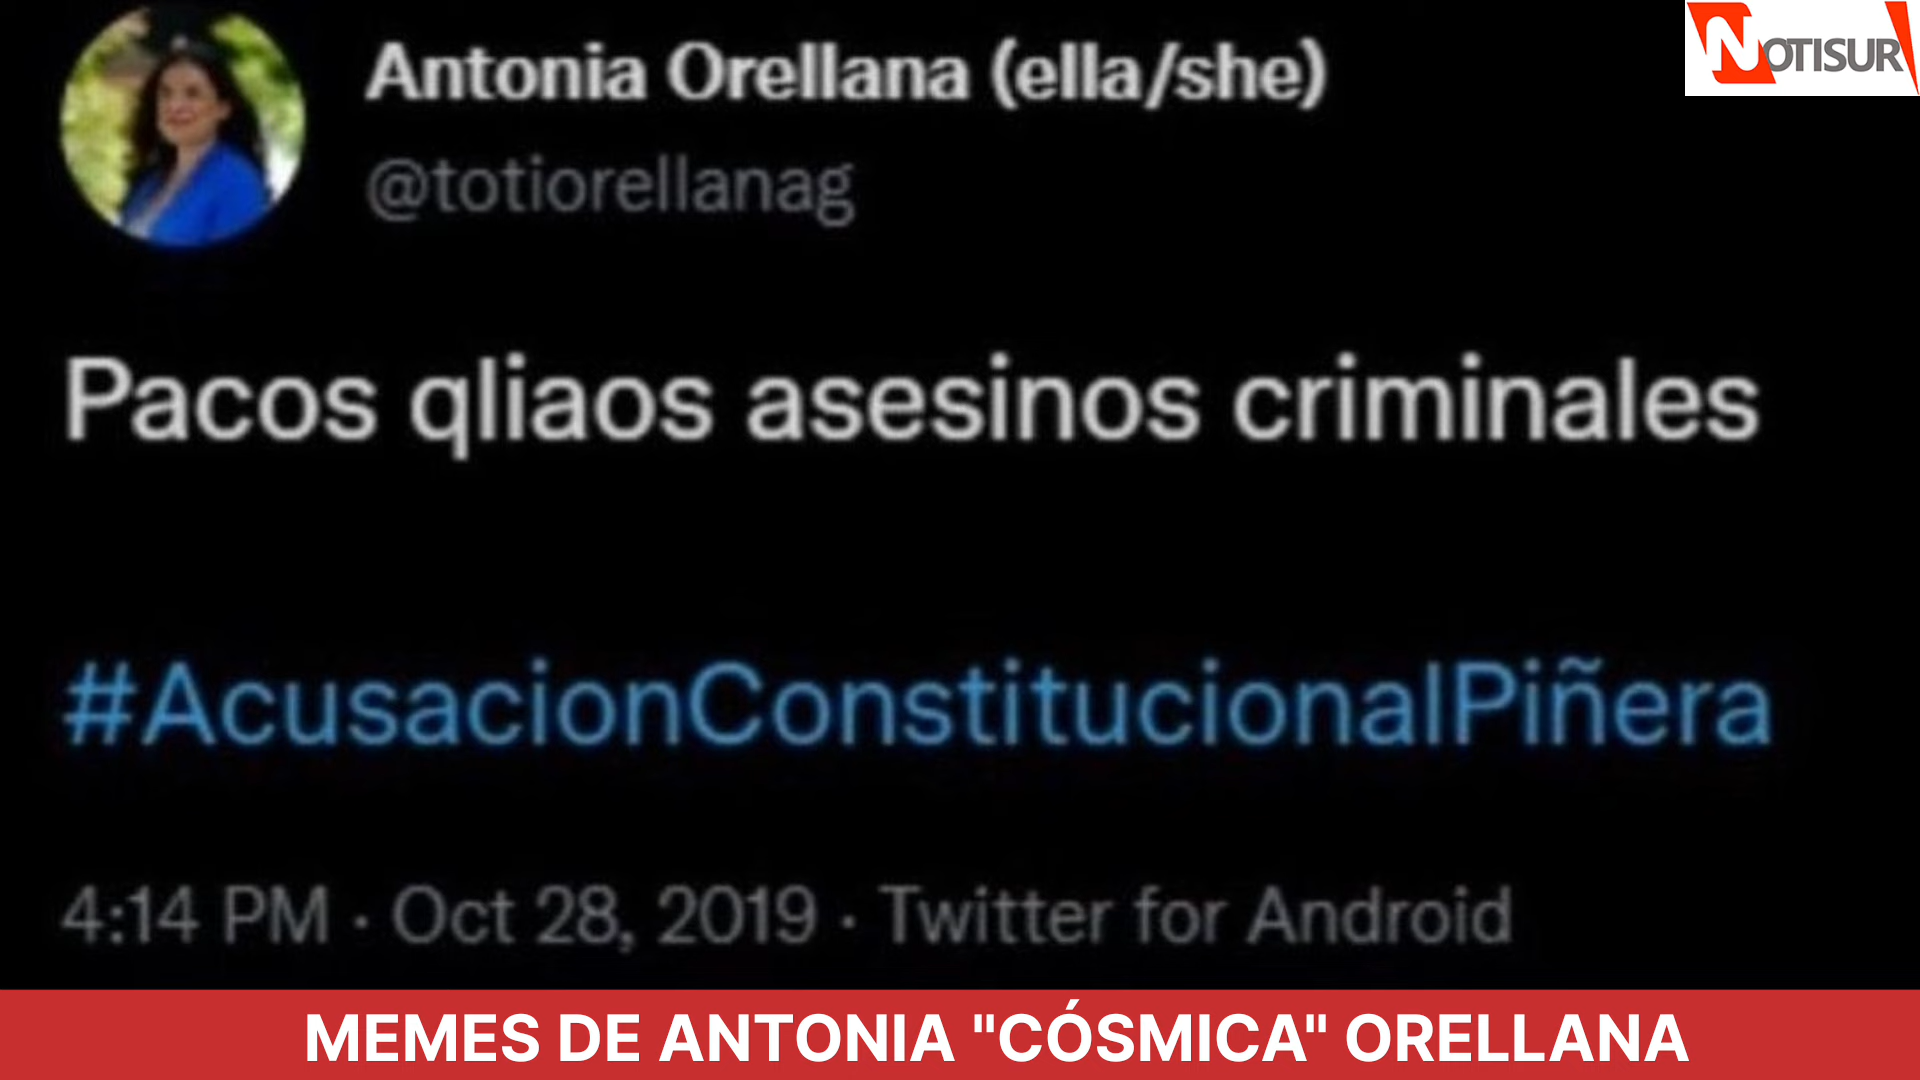 Antonia Orellana (ella/she)
NOTISUR
@totiorellanag
Pacos qliaos asesinos criminales
#AcusacionConstitucionalPiñera
4:14 PM · Oct 28, 2019 · Twitter for Android
MEMES DE ANTONIA "CÓSMICA" ORELLANA